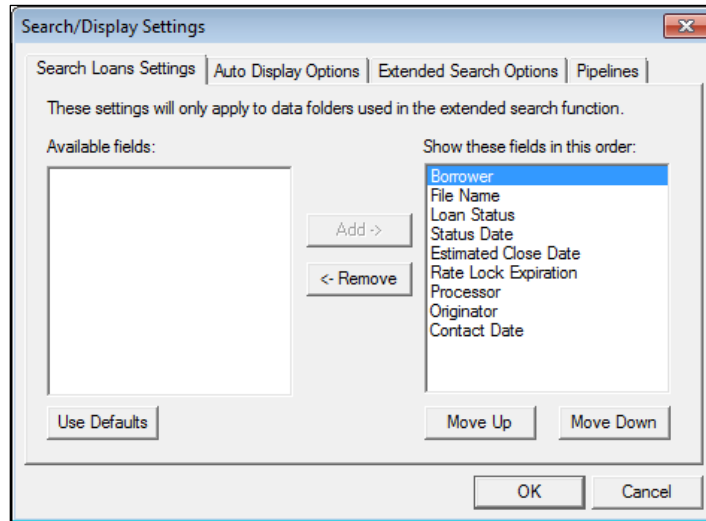 Search/Display Settings
Search Loans Settings Auto Display Options Extended Search Options Pipelines
These settings will only apply to data folders used in the extended search function.
Available fields:
Show these fields in this order:
Borrower
File Name
Loan Status
Status Date
Estimated Close Date
Rate Lock Expiration
Processor
Originator
Contact Date
Add ->
<- Remove
Use Defaults
Move Up
Move Down
OK
Cancel